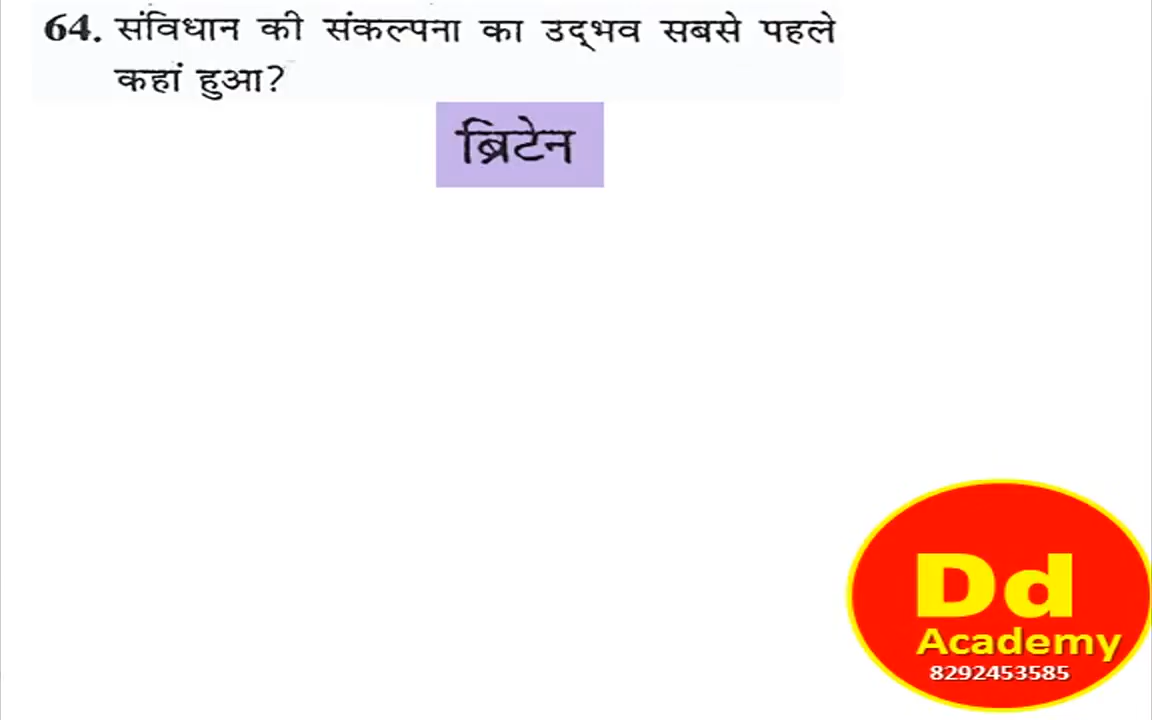 64. संविधान की संकल्पना का उद्भव सबसे पहले
कहां हुआ?
ब्रिटेन
Dd
Academy
8292453585